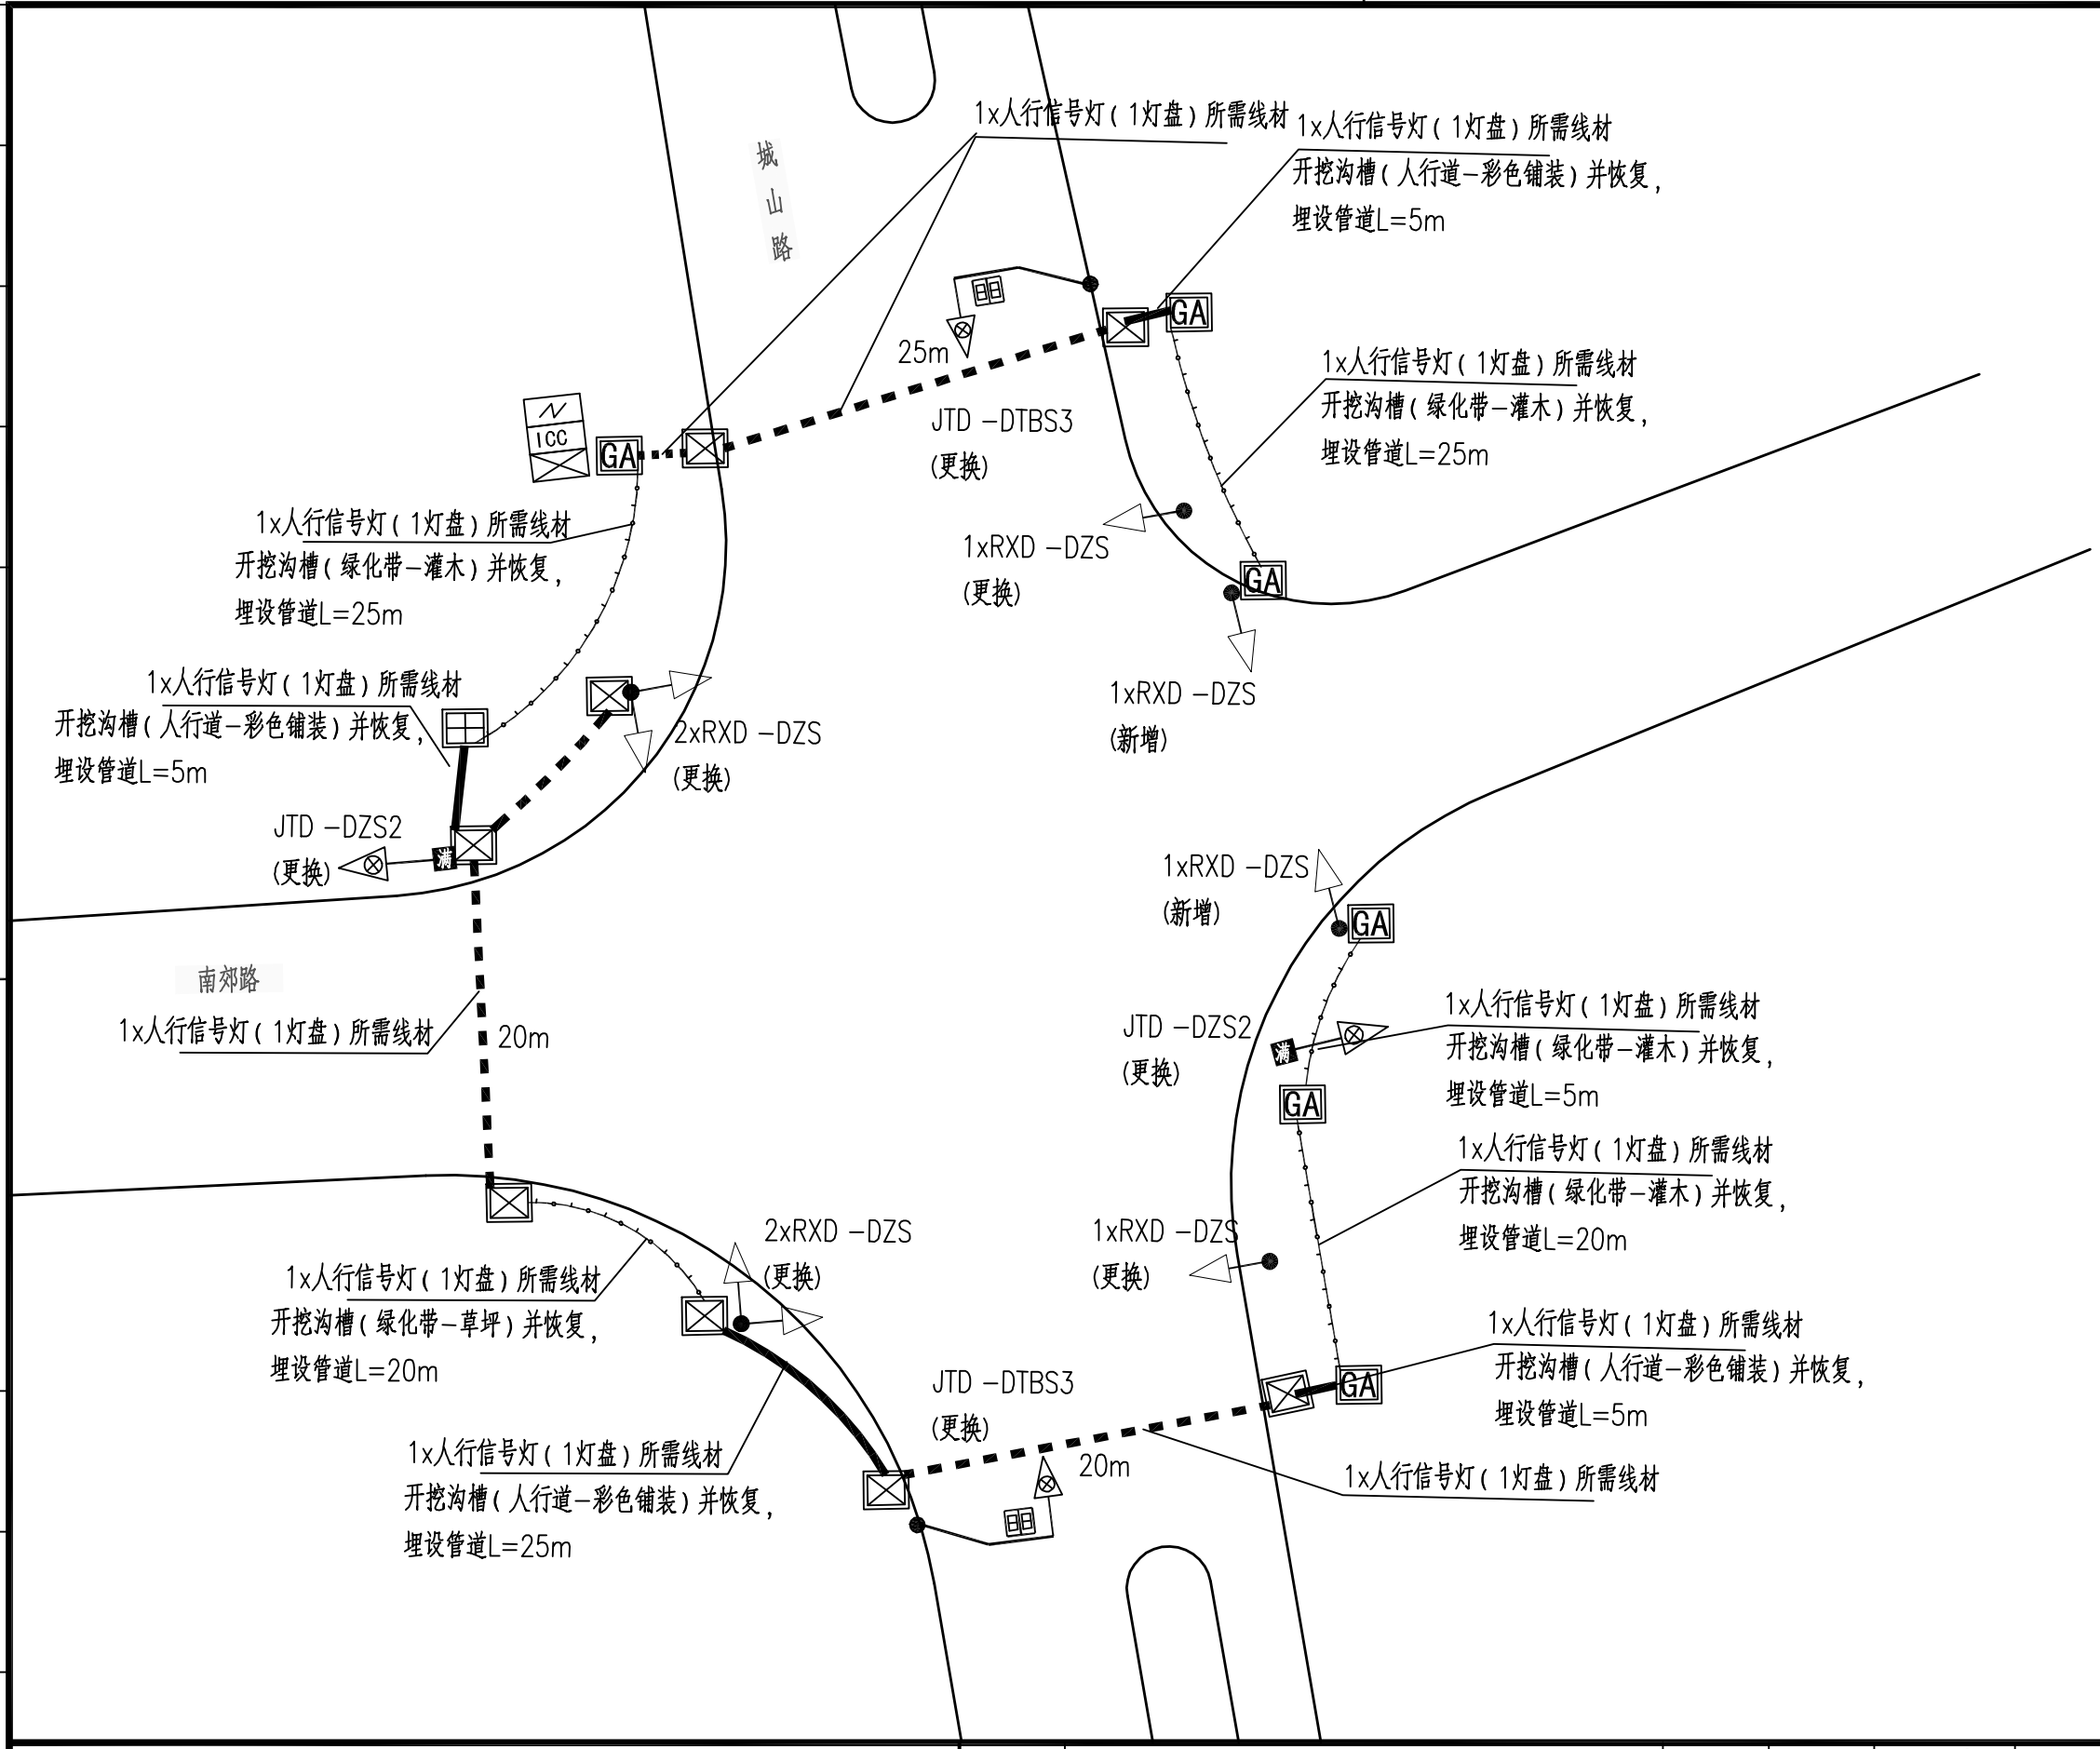 1x人行信号灯（1灯盘）所需线材
1x人行信号灯（1灯盘）所需线材
开挖沟槽（人行道-彩色铺装）并恢复，
埋设管道L=5m
城
山
路
25m
GA
JTD -DTBS3
(更换)
1x人行信号灯（1灯盘）所需线材
开挖沟槽（绿化带-灌木）并恢复，
埋设管道L=25m
ICC
GA
1x人行信号灯（1灯盘）所需线材
开挖沟槽（绿化带-灌木）并恢复，
埋设管道L=25m
1xRXD -DZS
(更换)
GA
1xRXD -DZS
(新增)
1x人行信号灯（1灯盘）所需线材
开挖沟槽（人行道-彩色铺装）并恢复，
埋设管道L=5m
2xRXD -DZS
(更换)
JTD -DZS2
(更换)
满
1xRXD -DZS
(新增)
GA
南郊路
1x人行信号灯（1灯盘）所需线材
20m
JTD -DZS2
(更换)
满
1x人行信号灯（1灯盘）所需线材
开挖沟槽（绿化带-灌木）并恢复，
埋设管道L=5m
GA
1x人行信号灯（1灯盘）所需线材
开挖沟槽（绿化带-灌木）并恢复，
埋设管道L=20m
2xRXD -DZS
(更换)
1xRXD -DZS
(更换)
1x人行信号灯（1灯盘）所需线材
开挖沟槽（绿化带-草坪）并恢复，
埋设管道L=20m
1x人行信号灯（1灯盘）所需线材
开挖沟槽（人行道-彩色铺装）并恢复，
埋设管道L=5m
GA
JTD -DTBS3
(更换)
20m
1x人行信号灯（1灯盘）所需线材
1x人行信号灯（1灯盘）所需线材
开挖沟槽（人行道-彩色铺装）并恢复，
埋设管道L=25m